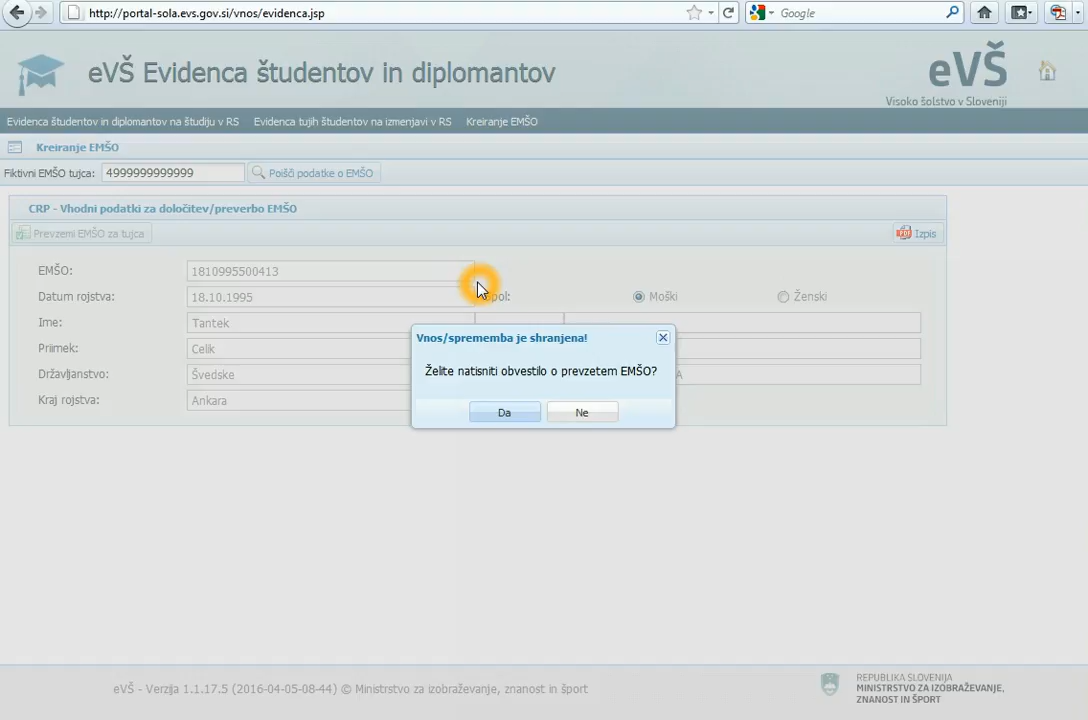 http://portal-sola.evs.gov.si/vnos/evidenca.jsp
Google
eVŠ Evidenca študentov in diplomantov
eVŠ
Visoko šolstvo v Sloveniji
Evidenca študentov in diplomantov na študiju v RS Evidenca tujih študentov na izmenjavi v RS Kreiranje EMŠO
Kreiranje EMŠO
Fiktivni EMŠO tujca: 4999999999999 Poišči podatke o EMŠO
CRP - Vhodni podatki za določitev/preverbo EMŠO
Prevzemi EMŠO za tujca Izpis
EMŠO: 1810995500413
Datum rojstva: 18.10.1995 Moški Ženski
Ime: Tantek
Priimek: Celik
Državljanstvo: Švedske A
Kraj rojstva: Ankara
Vnos/sprememba je shranjena!
Želite natisniti obvestilo o prevzetem EMŠO?
Da Ne
eVŠ - Verzija 1.1.17.5 (2016-04-05-08-44) © Ministrstvo za izobraževanje, znanost in šport
REPUBLIKA SLOVENIJA
MINISTRSTVO ZA IZOBRAŽEVANJE,
ZNANOST IN ŠPORT